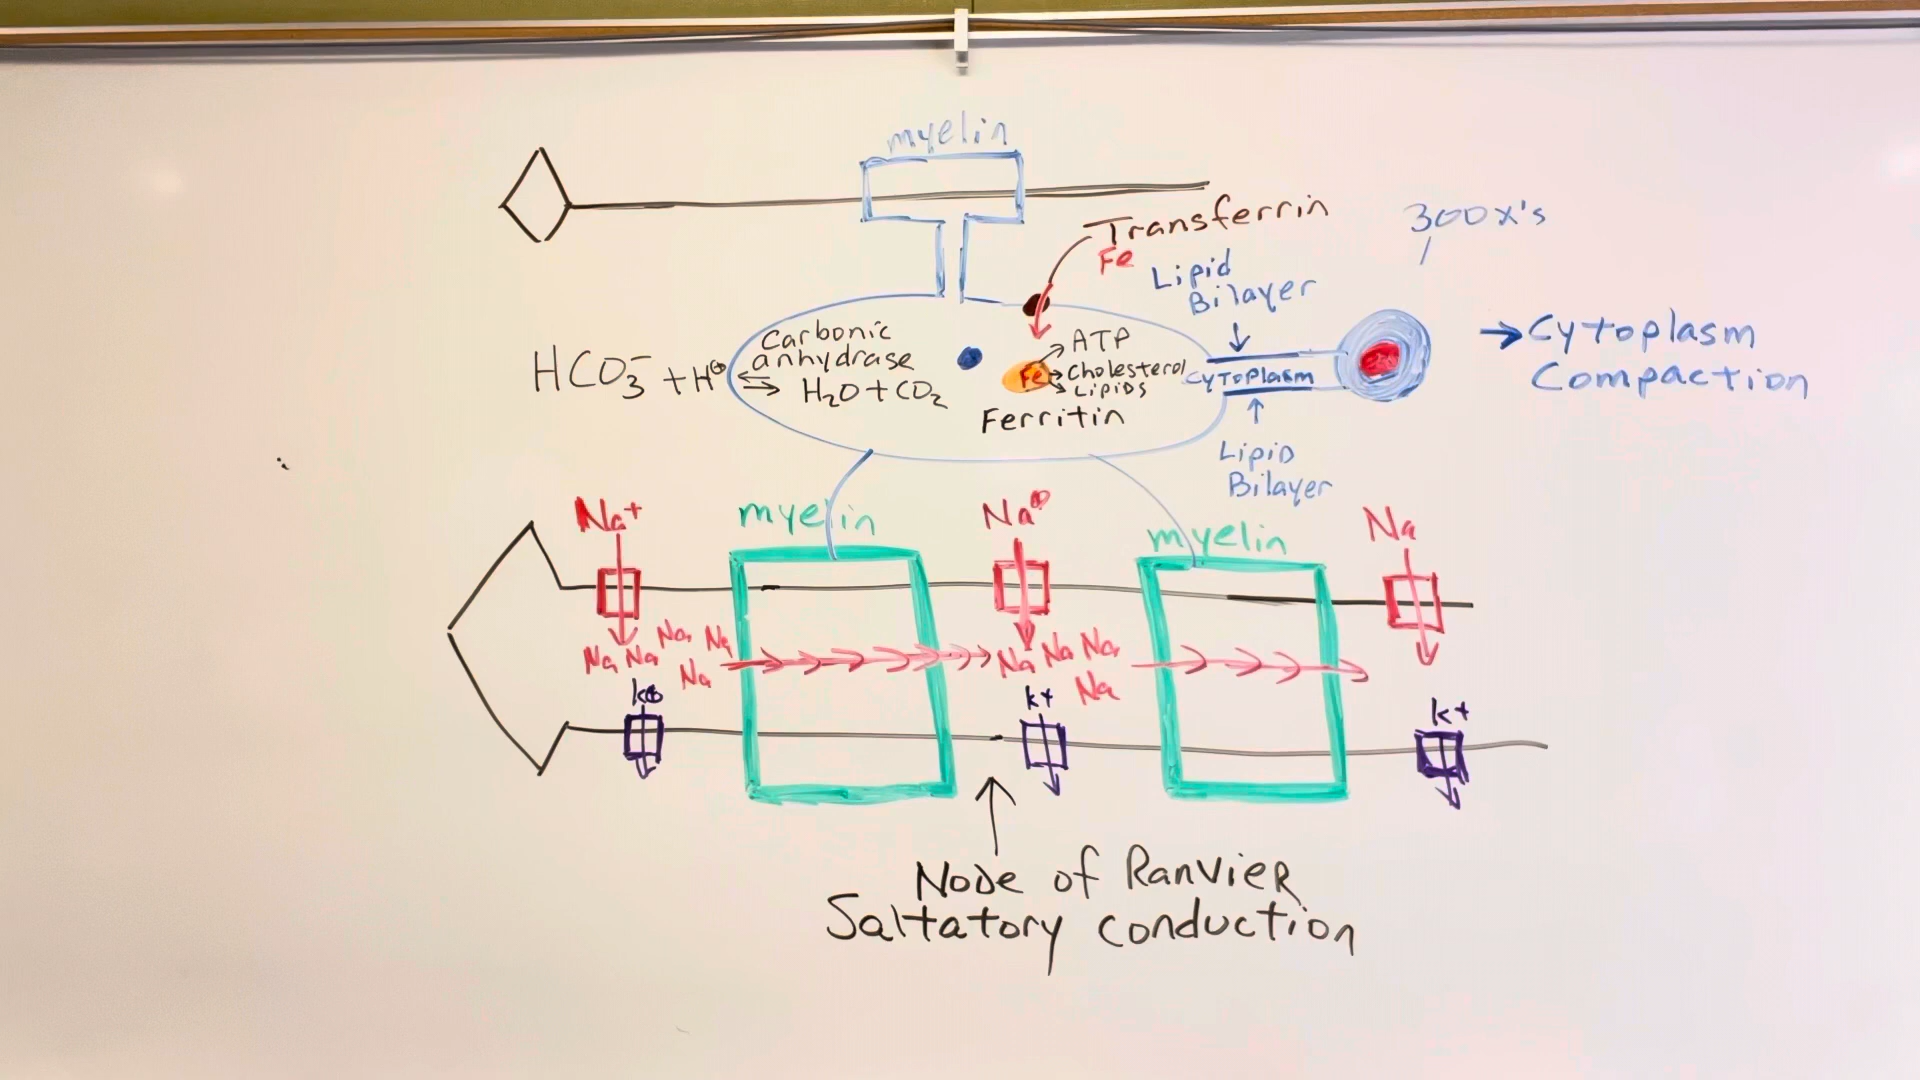 myelin
Transferrin
Fe
300x's
Lipid
Bilayer
Carbonic
anhydrase
HCO₃⁻ + H⊕
H₂O + CO₂
Fe
ATP
Cholesterol
Lipids
Ferritin
Cytoplasm
→ Cytoplasm
Compaction
Lipid
Bilayer
Na+
myelin
Na⊕
myelin
Na
Na Na Na Na
Na
Na Na Na
Na
K⊕
K+
K+
Node of Ranvier
Saltatory conduction